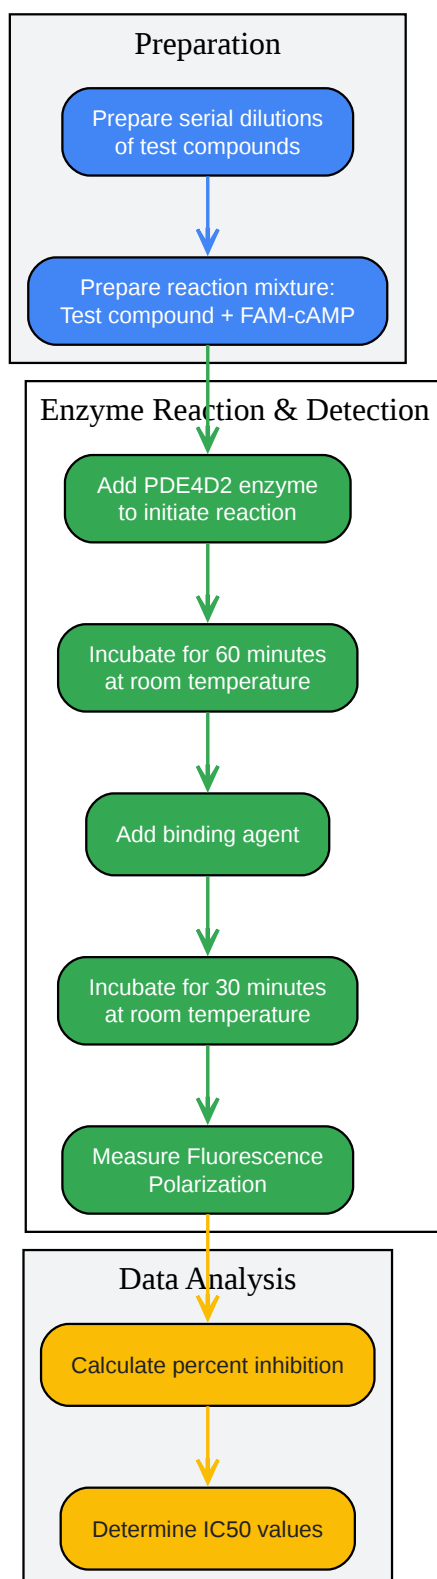 Preparation
Prepare serial dilutions
of test compounds
Prepare reaction mixture:
Test compound + FAM-cAMP
Enzyme Reaction & Detection
Add PDE4D2 enzyme
to initiate reaction
Incubate for 60 minutes
at room temperature
Add binding agent
Incubate for 30 minutes
at room temperature
Measure Fluorescence
Polarization
Data Analysis
Calculate percent inhibition
Determine IC50 values